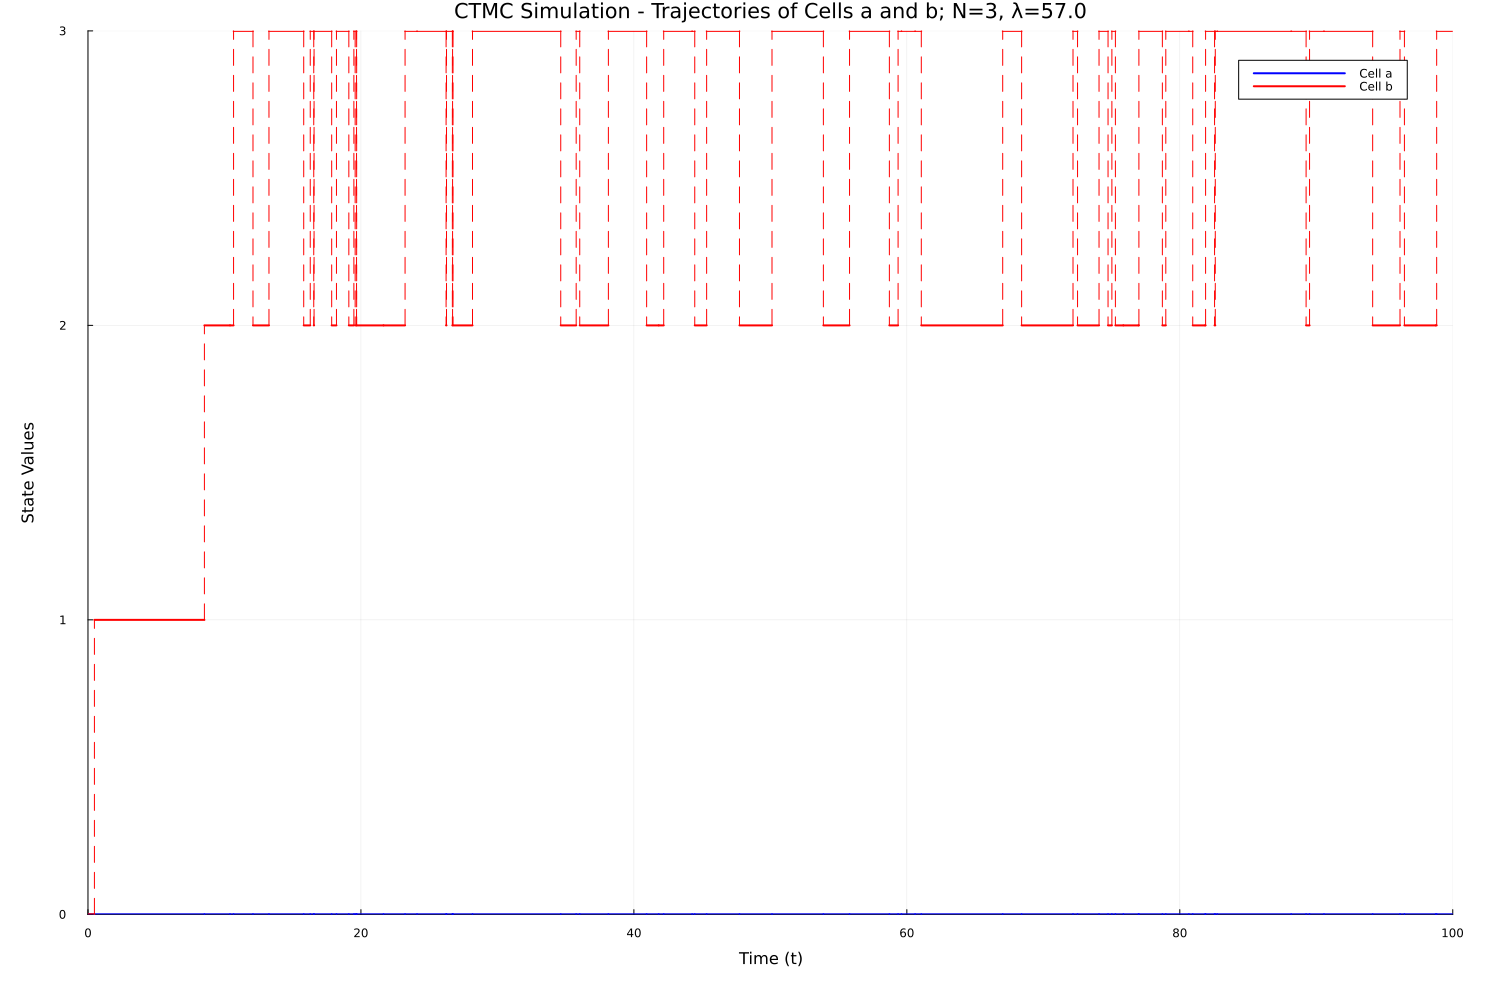 CTMC Simulation - Trajectories of Cells a and b; N=3, λ=57.0
3
Cell a
Cell b
2
State Values
1
0
0 20 40 60 80 100
Time (t)